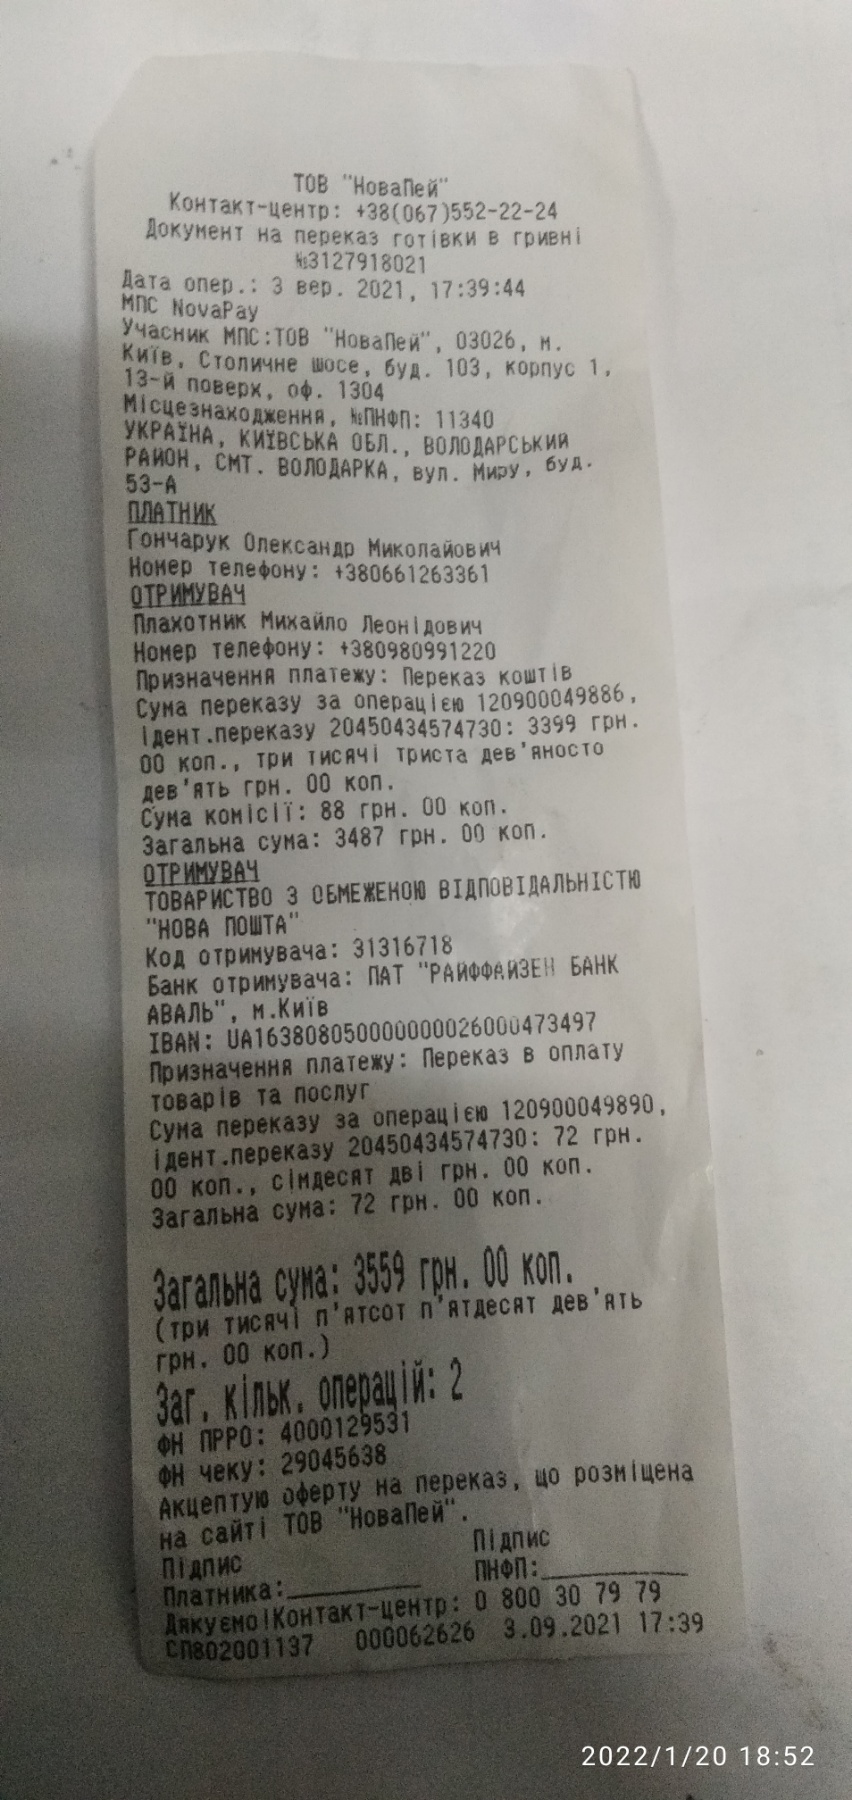 ТОВ "НоваПей"
Контакт-центр: +38(067)552-22-24
Документ на переказ готівки в гривні
№3127918021
Дата опер.: 3 вер. 2021, 17:39:44
МПС NovaPay
Учасник МПС:ТОВ "НоваПей", 03026, м.
Київ, Столичне шосе, буд. 103, корпус 1,
13-й поверх, оф. 1304
Місцезнаходження, №ПНФП: 11340
УКРАЇНА, КИЇВСЬКА ОБЛ., ВОЛОДАРСЬКИЙ
РАЙОН, СМТ. ВОЛОДАРКА, вул. Миру, буд.
53-А
ПЛАТНИК
Гончарук Олександр Миколайович
Номер телефону: +380661263361
ОТРИМУВАЧ
Плахотник Михайло Леонідович
Номер телефону: +380980991220
Призначення платежу: Переказ коштів
Сума переказу за операцією 120900049886,
ідент.переказу 20450434574730: 3399 грн.
00 коп., три тисячі триста дев'яносто
дев'ять грн. 00 коп.
Сума комісії: 88 грн. 00 коп.
Загальна сума: 3487 грн. 00 коп.
ОТРИМУВАЧ
ТОВАРИСТВО З ОБМЕЖЕНОЮ ВІДПОВІДАЛЬНІСТЮ
"НОВА ПОШТА"
Код отримувача: 31316718
Банк отримувача: ПАТ "РАЙФФАЙЗЕН БАНК
АВАЛЬ", м.Київ
IBAN: UA163808050000000026000473497
Призначення платежу: Переказ в оплату
товарів та послуг
Сума переказу за операцією 120900049890,
ідент.переказу 20450434574730: 72 грн.
00 коп., сімдесят дві грн. 00 коп.
Загальна сума: 72 грн. 00 коп.
Загальна сума: 3559 грн. 00 коп.
(три тисячі п'ятсот п'ятдесят дев'ять
грн. 00 коп.)
Заг. кільк. операцій: 2
ФН ПРРО: 4000129531
ФН чеку: 29045638
Акцептую оферту на переказ, що розміщена
на сайті ТОВ "НоваПей".
Підпис Підпис
Платника:__________ ПНФП:__________
Дякуємо!Контакт-центр: 0 800 30 79 79
СП802001137 000062626 3.09.2021 17:39
2022/1/20 18:52